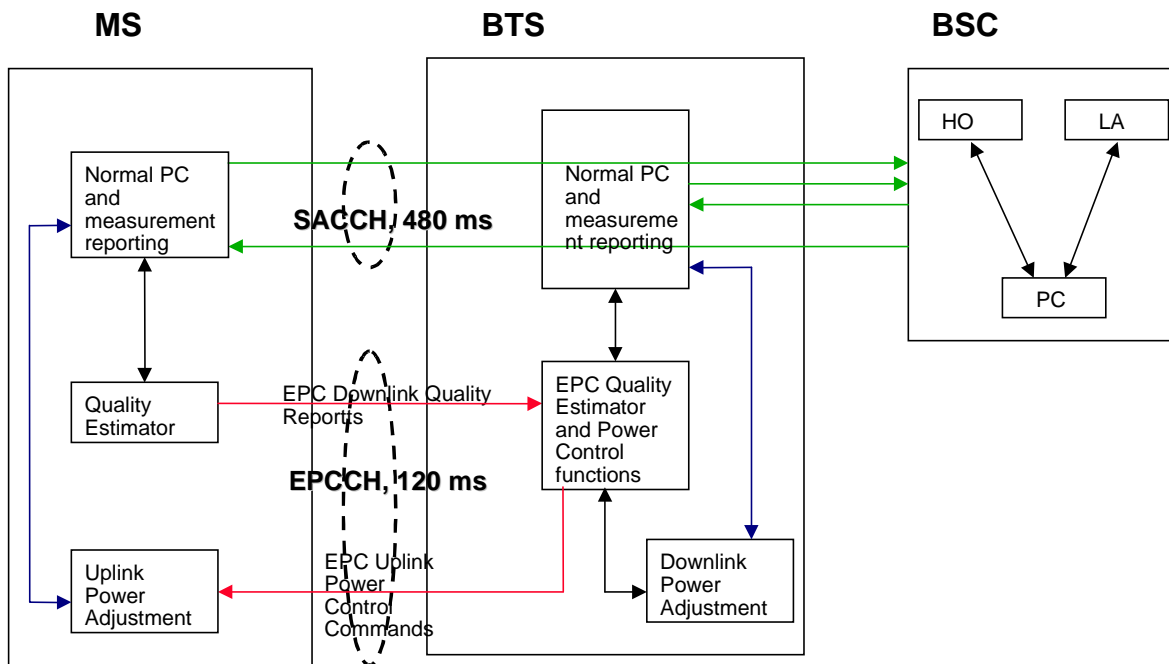 MS
BTS
BSC
HO
LA
Normal PC
and
measurement
reporting
SACCH, 480 ms
Normal PC
and
measureme
nt reporting
PC
Quality
Estimator
EPC Downlink Quality
Reportts
EPC Quality
Estimator
and Power
Control
functions
EPCCH, 120 ms
Uplink
Power
Adjustment
EPC Uplink
Power
Control
Commands
Downlink
Power
Adjustment